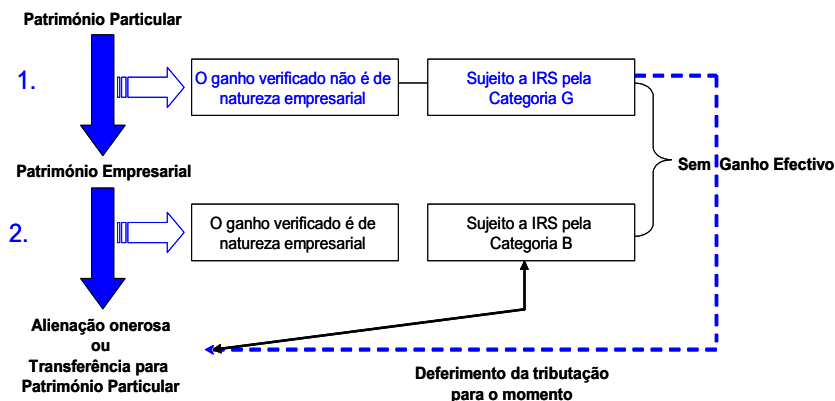 Património Particular
1.
O ganho verificado não é de
natureza empresarial
Sujeito a IRS pela
Categoria G
Património Empresarial
Sem Ganho Efectivo
2.
O ganho verificado é de
natureza empresarial
Sujeito a IRS pela
Categoria B
Alienação onerosa
ou
Transferência para
Património Particular
Deferimento da tributação
para o momento